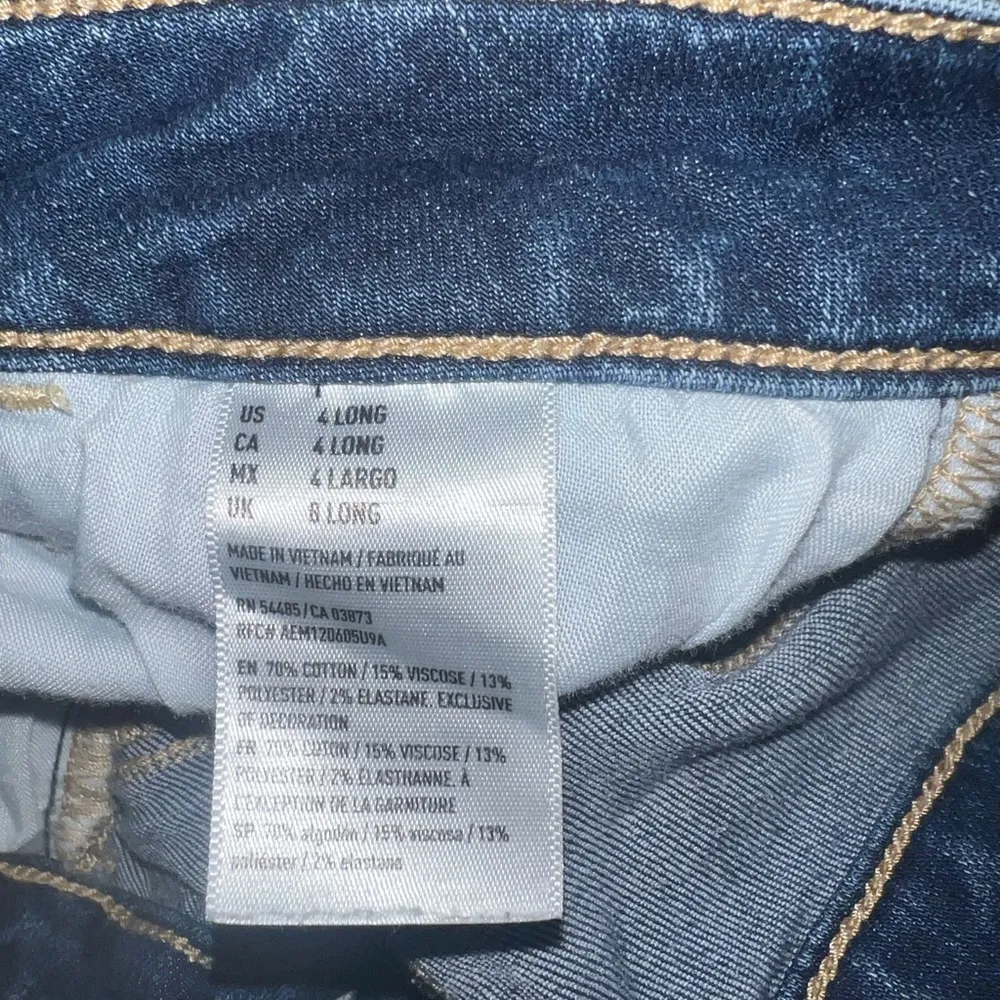 US 4 LONG
CA 4 LONG
MX 4 LARGO
UK 8 LONG
MADE IN VIETNAM / FABRIQUÉ AU
VIETNAM / HECHO EN VIETNAM
RN 54485 / CA 03873
RFC# AEM120605U9A
EN 70% COTTON / 15% VISCOSE / 13%
POLYESTER / 2% ELASTANE. EXCLUSIVE
OF DECORATION
FR 70% COTON / 15% VISCOSE / 13%
POLYESTER / 2% ÉLASTHANNE. À
L'EXCEPTION DE LA GARNITURE
SP 70% algodón / 15% viscosa / 13%
poliéster / 2% elastano